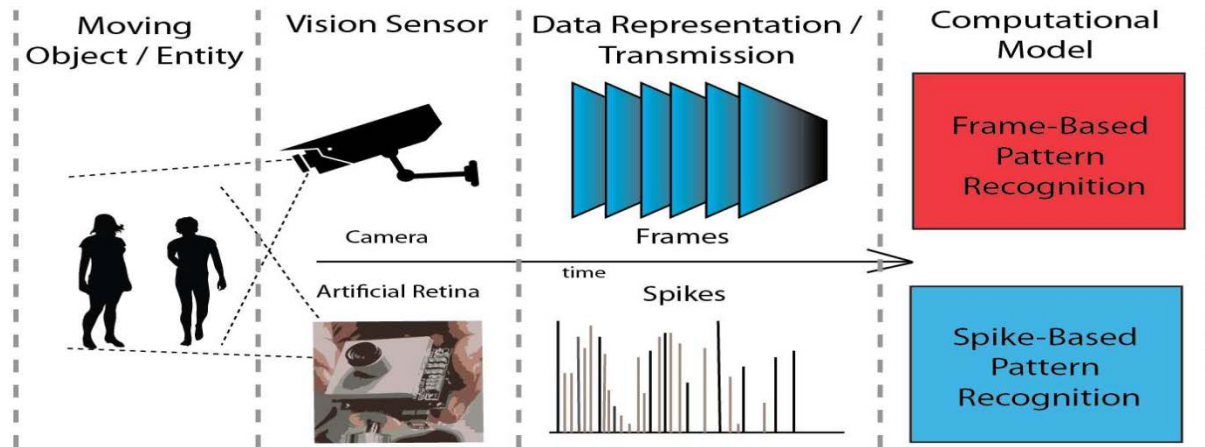 Moving
Object / Entity
Vision Sensor
Data Representation /
Transmission
Computational
Model
Camera
Frames
Frame-Based
Pattern
Recognition
time
Artificial Retina
Spikes
Spike-Based
Pattern
Recognition